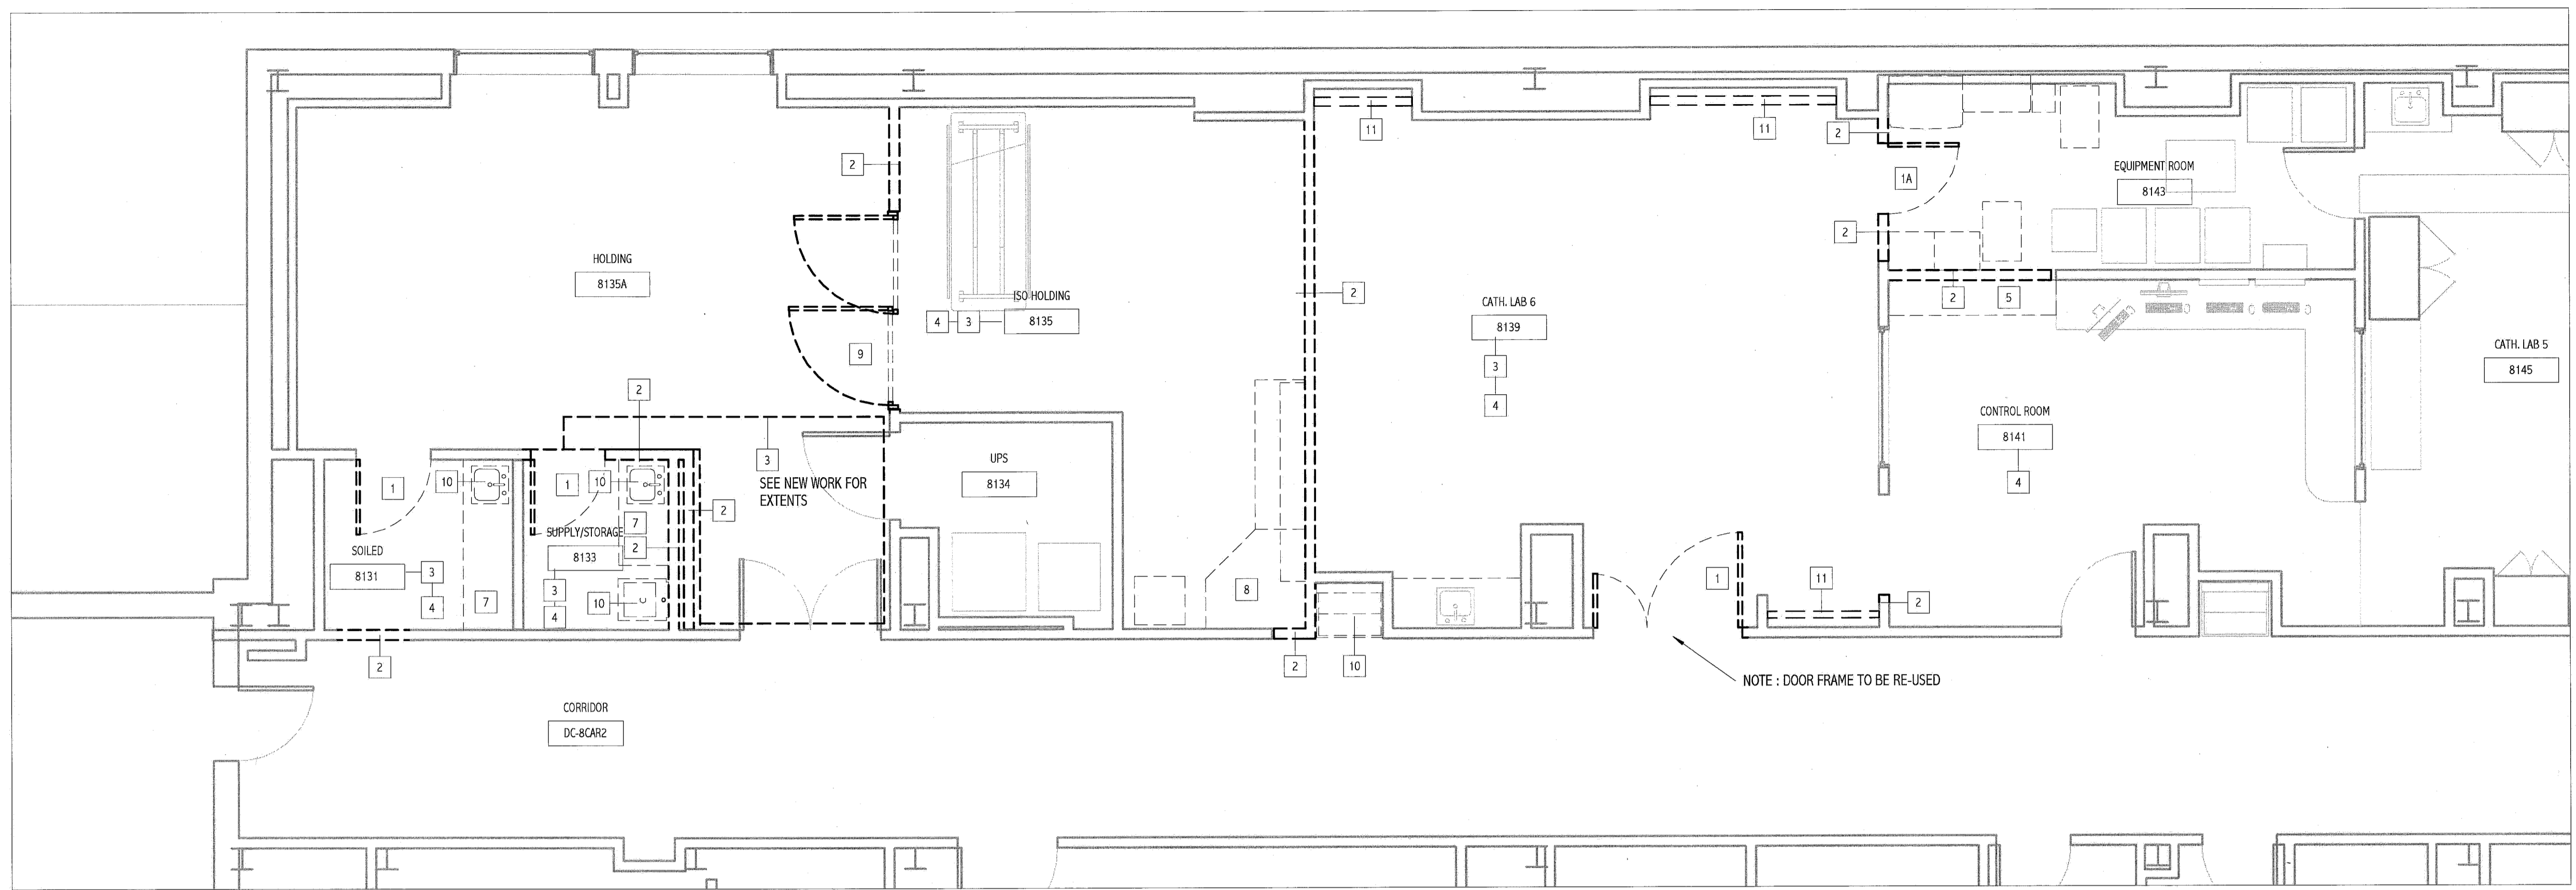 11
11
2
2
1A
EQUIPMENT ROOM
8143
2
HOLDING
8135A
ISO HOLDING
4
3
8135
2
CATH. LAB 6
8139
3
4
2
5
9
CATH. LAB 5
8145
2
CONTROL ROOM
8141
4
3
SEE NEW WORK FOR
EXTENTS
UPS
8134
1
10
1
10
2
7
2
SUPPLY/STORAGE
8133
SOILED
8131
3
4
7
3
4
10
8
1
11
2
2
2
10
NOTE : DOOR FRAME TO BE RE-USED
CORRIDOR
DC-8CAR2